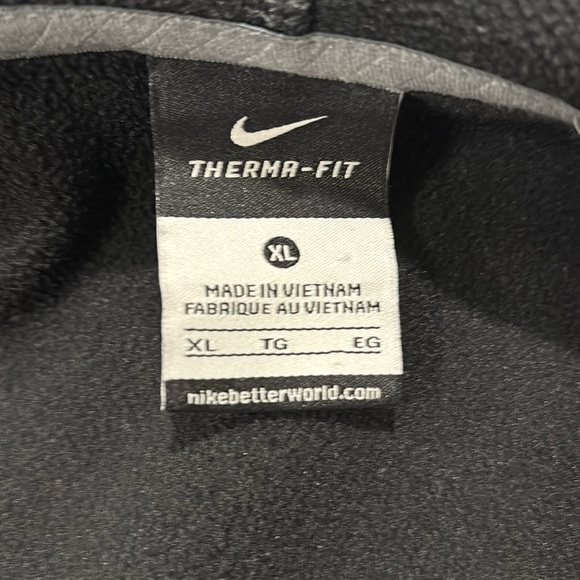 THERMA-FIT
XL
MADE IN VIETNAM
FABRIQUE AU VIETNAM
XL TG EG
nikebetterworld.com